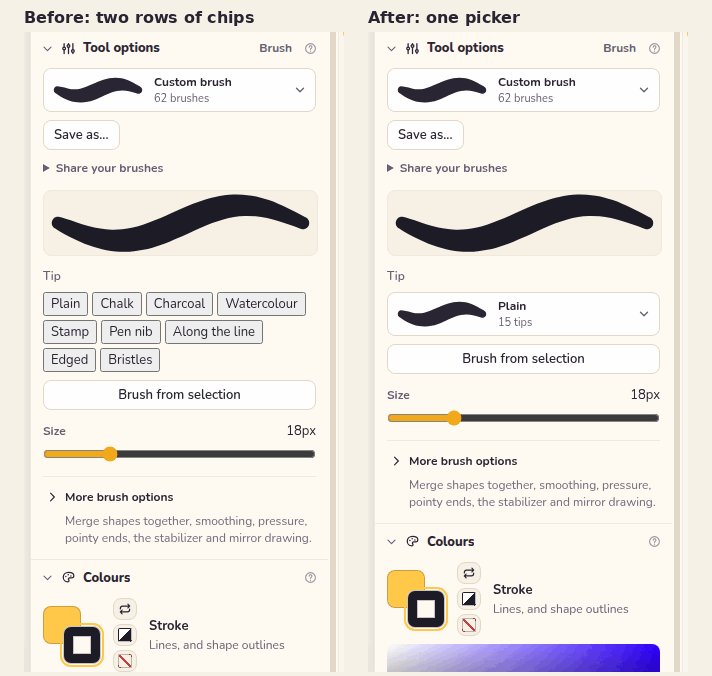 Before: two rows of chips
Tool options
Brush
Custom brush
62 brushes
Save as...
Share your brushes
Tip
Plain
Chalk
Charcoal
Watercolour
Stamp
Pen nib
Along the line
Edged
Bristles
Brush from selection
Size
18px
More brush options
Merge shapes together, smoothing, pressure,
pointy ends, the stabilizer and mirror drawing.
Colours
Stroke
Lines, and shape outlines
After: one picker
Tool options
Brush
Custom brush
62 brushes
Save as...
Share your brushes
Tip
Plain
15 tips
Brush from selection
Size
18px
More brush options
Merge shapes together, smoothing, pressure,
pointy ends, the stabilizer and mirror drawing.
Colours
Stroke
Lines, and shape outlines